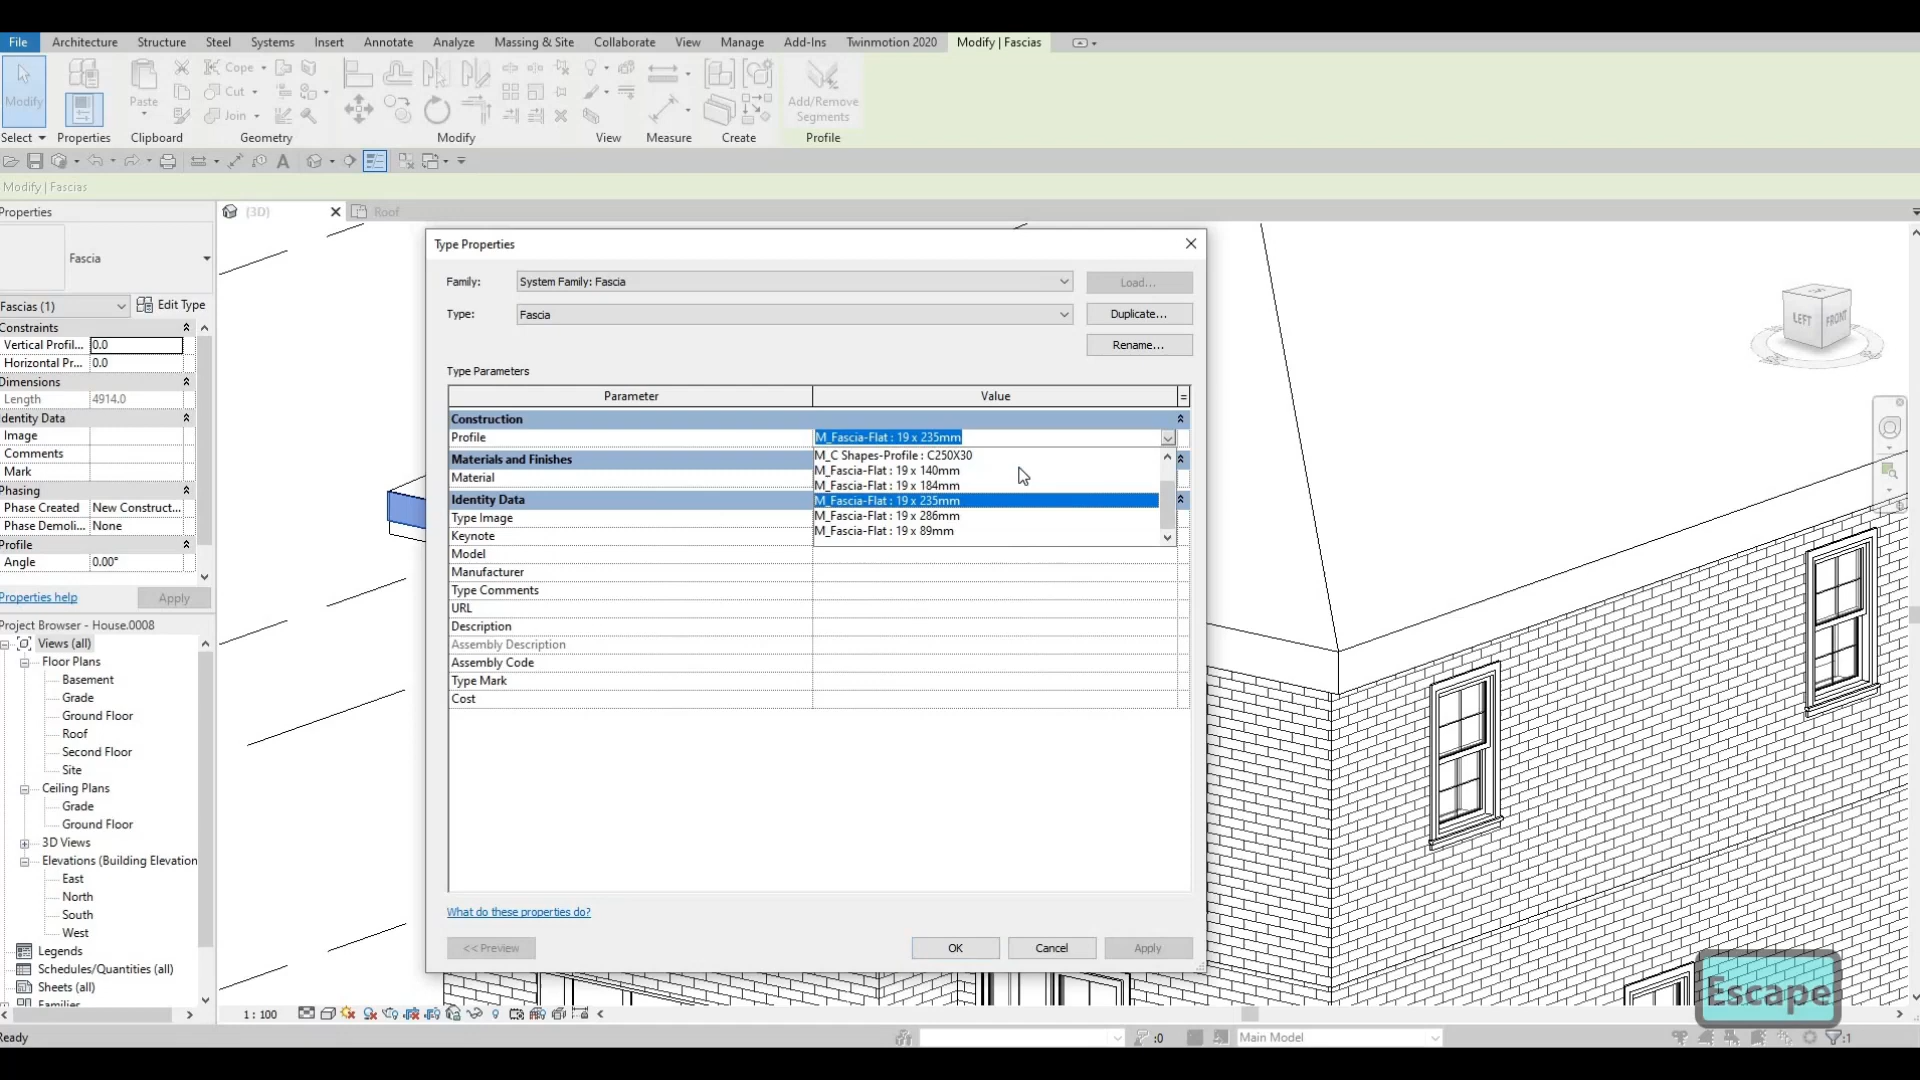 File Architecture Structure Steel Systems Insert Annotate Analyze Massing & Site Collaborate View Manage Add-Ins Twinmotion 2020 Modify | Fascias
Modify Paste Cope Cut Join Add/Remove Segments
Select Properties Clipboard Geometry Modify View Measure Create Profile
Modify | Fascias
Properties
(3D) Roof
Fascia
Fascias (1) Edit Type
Constraints
Vertical Profil... 0.0
Horizontal Pr... 0.0
Dimensions
Length 4914.0
Identity Data
Image
Comments
Mark
Phasing
Phase Created New Construct...
Phase Demoli... None
Profile
Angle 0.00°
Properties help Apply
Project Browser - House.0008
Views (all)
Floor Plans
Basement
Grade
Ground Floor
Roof
Second Floor
Site
Ceiling Plans
Grade
Ground Floor
3D Views
Elevations (Building Elevation
East
North
South
West
Legends
Schedules/Quantities (all)
Sheets (all)
Families
Type Properties
Family: System Family: Fascia Load...
Type: Fascia Duplicate...
Rename...
Type Parameters
Parameter Value =
Construction
Profile M_Fascia-Flat : 19 x 235mm
M_C Shapes-Profile : C250X30
M_Fascia-Flat : 19 x 140mm
M_Fascia-Flat : 19 x 184mm
M_Fascia-Flat : 19 x 235mm
M_Fascia-Flat : 19 x 286mm
M_Fascia-Flat : 19 x 89mm
Materials and Finishes
Material
Identity Data
Type Image
Keynote
Model
Manufacturer
Type Comments
URL
Description
Assembly Description
Assembly Code
Type Mark
Cost
What do these properties do?
<< Preview OK Cancel Apply
LEFT FRONT
Escape
1 : 100
Ready :0 Main Model :1